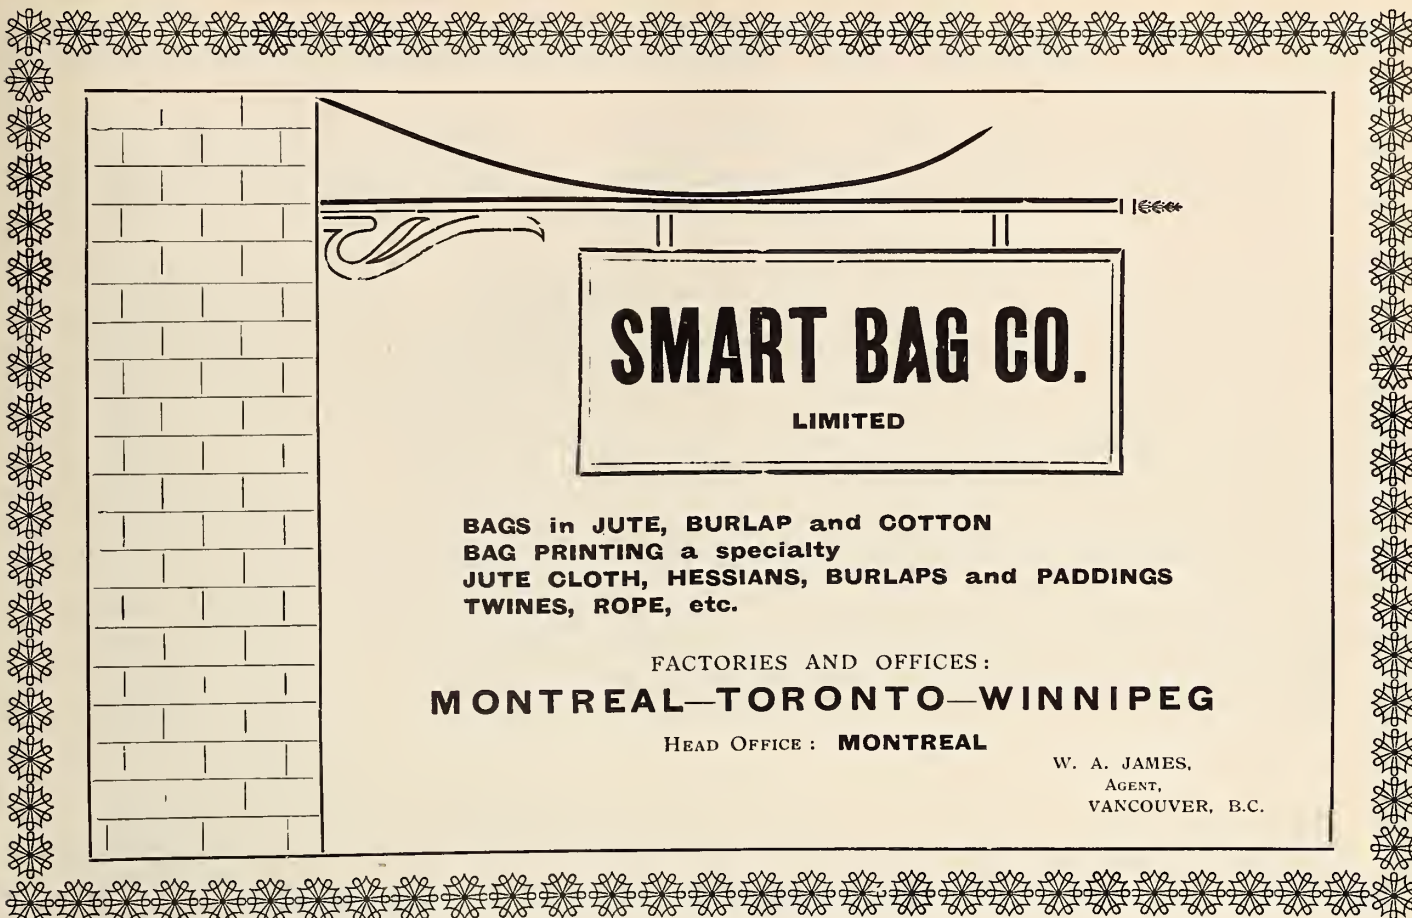 SMART BAG CO.
LIMITED
BAGS in JUTE, BURLAP and COTTON
BAG PRINTING a specialty
JUTE CLOTH, HESSIANS, BURLAPS and PADDINGS
TWINES, ROPE, etc.
FACTORIES AND OFFICES:
MONTREAL—TORONTO—WINNIPEG
HEAD OFFICE: MONTREAL
W. A. JAMES,
AGENT,
VANCOUVER, B.C.